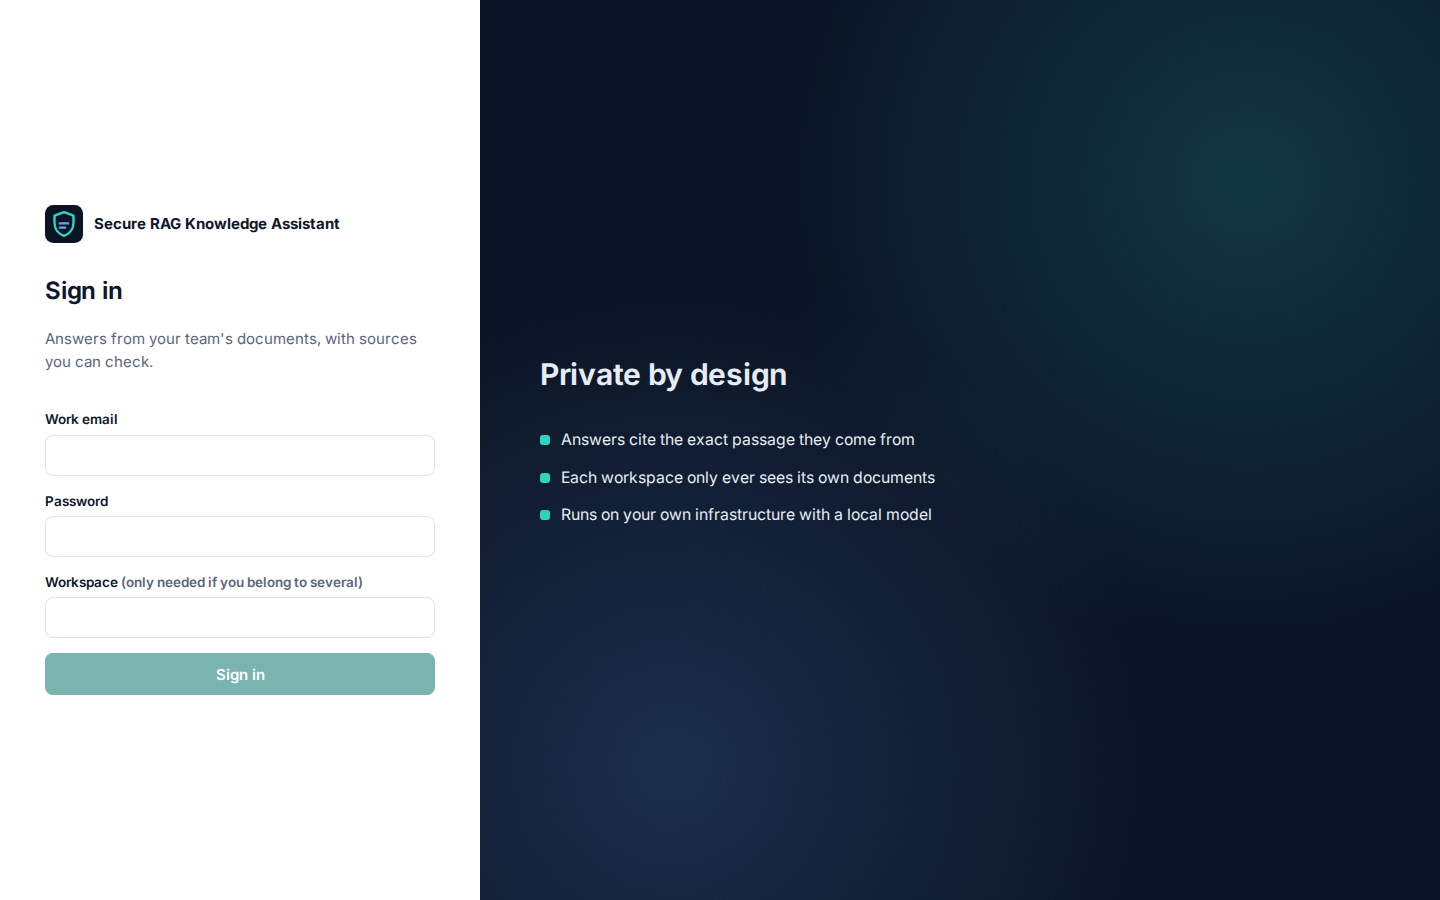 Secure RAG Knowledge Assistant
Sign in
Answers from your team's documents, with sources
you can check.
Work email
Password
Workspace (only needed if you belong to several)
Sign in
Private by design
Answers cite the exact passage they come from
Each workspace only ever sees its own documents
Runs on your own infrastructure with a local model